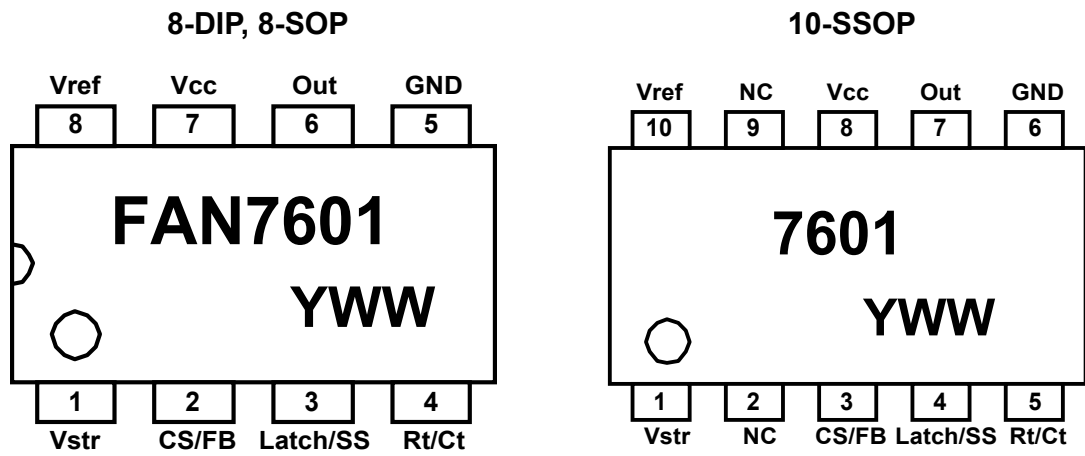 8-DIP, 8-SOP
Vref Vcc Out GND
8 7 6 5
FAN7601
YWW
1 2 3 4
Vstr CS/FB Latch/SS Rt/Ct
10-SSOP
Vref NC Vcc Out GND
10 9 8 7 6
7601
YWW
1 2 3 4 5
Vstr NC CS/FB Latch/SS Rt/Ct